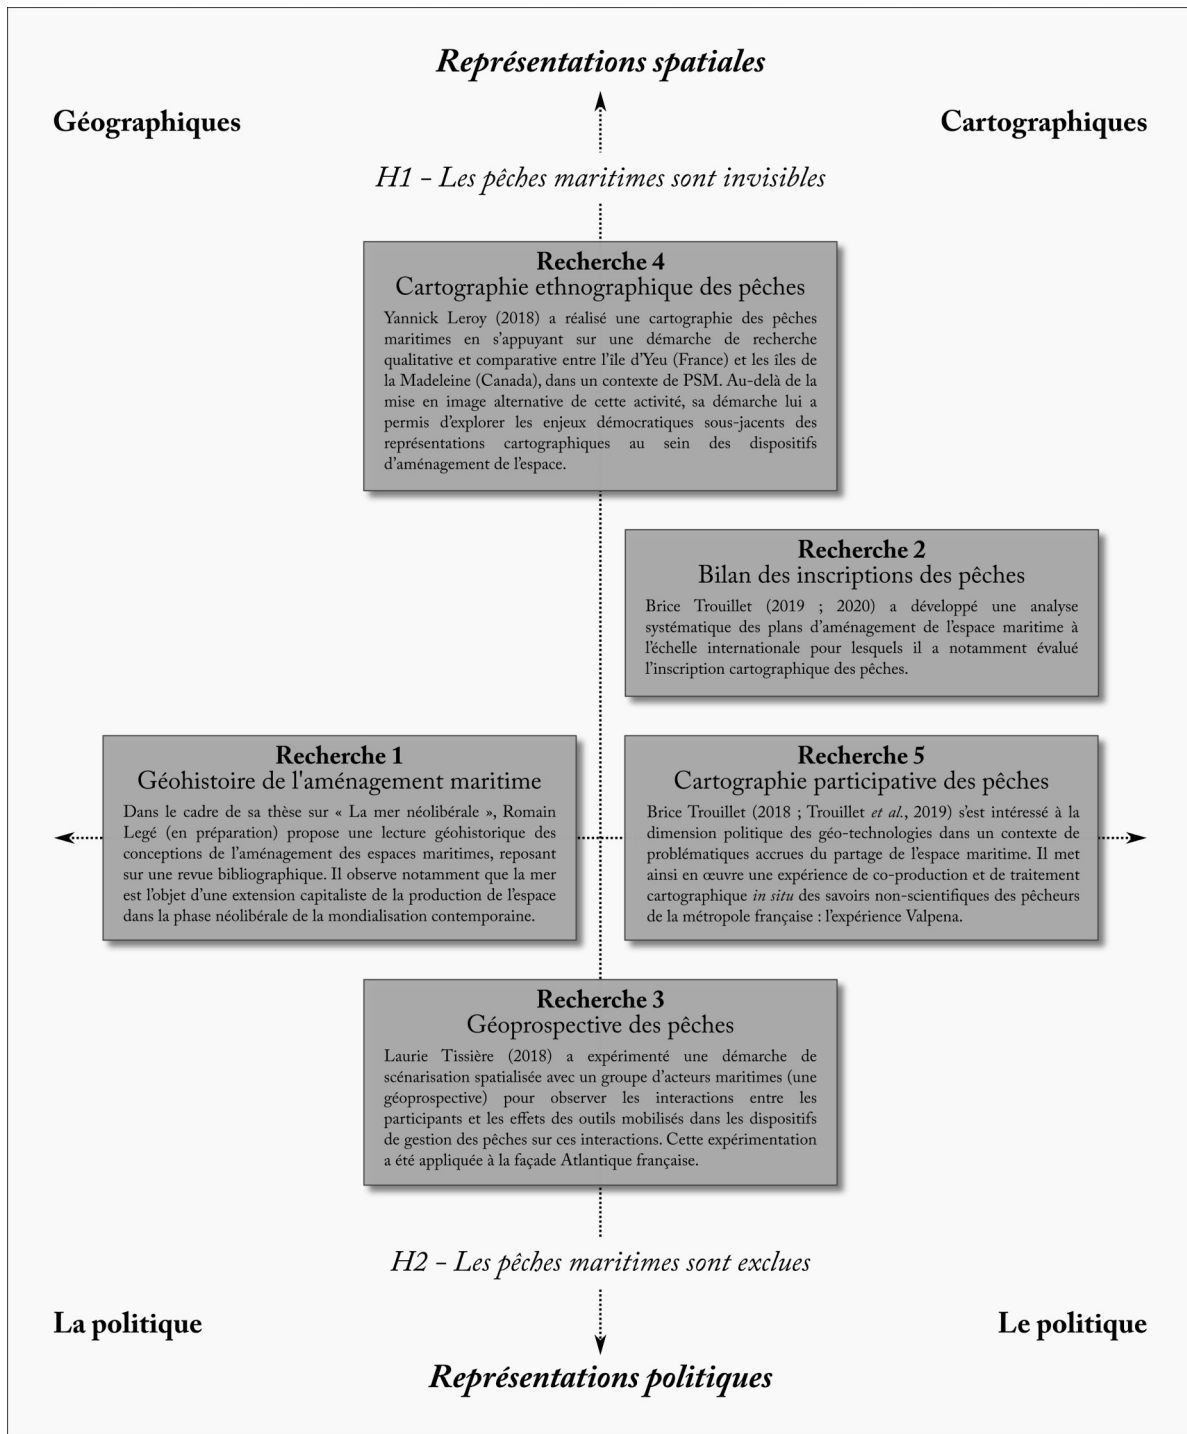 Représentations spatiales
Géographiques
Cartographiques
H1 – Les pêches maritimes sont invisibles
Recherche 4
Cartographie ethnographique des pêches
Yannick Leroy (2018) a réalisé une cartographie des pêches
maritimes en s’appuyant sur une démarche de recherche
qualitative et comparative entre l’île d’Yeu (France) et les îles de
la Madeleine (Canada), dans un contexte de PSM. Au-delà de la
mise en image alternative de cette activité, sa démarche lui a
permis d’explorer les enjeux démocratiques sous-jacents des
représentations cartographiques au sein des dispositifs
d’aménagement de l’espace.
Recherche 2
Bilan des inscriptions des pêches
Brice Trouillet (2019 ; 2020) a développé une analyse
systématique des plans d’aménagement de l’espace maritime à
l’échelle internationale pour lesquels il a notamment évalué
l’inscription cartographique des pêches.
Recherche 1
Géohistoire de l'aménagement maritime
Dans le cadre de sa thèse sur « La mer néolibérale », Romain
Legé (en préparation) propose une lecture géohistorique des
conceptions de l’aménagement des espaces maritimes, reposant
sur une revue bibliographique. Il observe notamment que la mer
est l’objet d’une extension capitaliste de la production de l’espace
dans la phase néolibérale de la mondialisation contemporaine.
Recherche 5
Cartographie participative des pêches
Brice Trouillet (2018 ; Trouillet et al., 2019) s’est intéressé à la
dimension politique des géo-technologies dans un contexte de
problématiques accrues du partage de l’espace maritime. Il met
ainsi en œuvre une expérience de co-production et de traitement
cartographique in situ des savoirs non-scientifiques des pêcheurs
de la métropole française : l’expérience Valpena.
Recherche 3
Géoprospective des pêches
Laurie Tissière (2018) a expérimenté une démarche de
scénarisation spatialisée avec un groupe d’acteurs maritimes (une
géoprospective) pour observer les interactions entre les
participants et les effets des outils mobilisés dans les dispositifs
de gestion des pêches sur ces interactions. Cette expérimentation
a été appliquée à la façade Atlantique française.
H2 – Les pêches maritimes sont exclues
La politique
Le politique
Représentations politiques